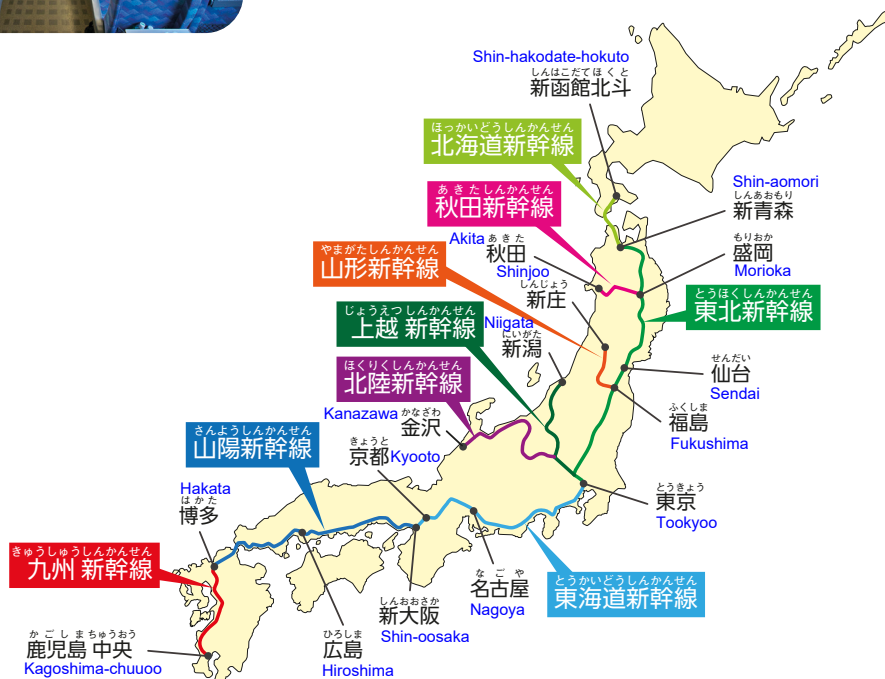 Shin-hakodate-hokuto
しんはこだてほくと
新函館北斗
ほっかいどうしんかんせん
北海道新幹線
Shin-aomori
しんあおもり
新青森
あきたしんかんせん
秋田新幹線
Akita
あきた
秋田
もりおか
盛岡
Morioka
やまがたしんかんせん
山形新幹線
Shinjoo
しんじょう
新庄
とうほくしんかんせん
東北新幹線
じょうえつしんかんせん
上越 新幹線
Niigata
にいがた
新潟
せんだい
仙台
Sendai
ほくりくしんかんせん
北陸新幹線
Kanazawa
かなざわ
金沢
ふくしま
福島
Fukushima
さんようしんかんせん
山陽新幹線
きょうと
京都
Kyooto
Hakata
はかた
博多
とうきょう
東京
Tookyoo
きゅうしゅうしんかんせん
九州 新幹線
なごや
名古屋
Nagoya
とうかいどうしんかんせん
東海道新幹線
しんおおさか
新大阪
Shin-oosaka
かごしまちゅうおう
鹿児島 中央
Kagoshima-chuuoo
ひろしま
広島
Hiroshima